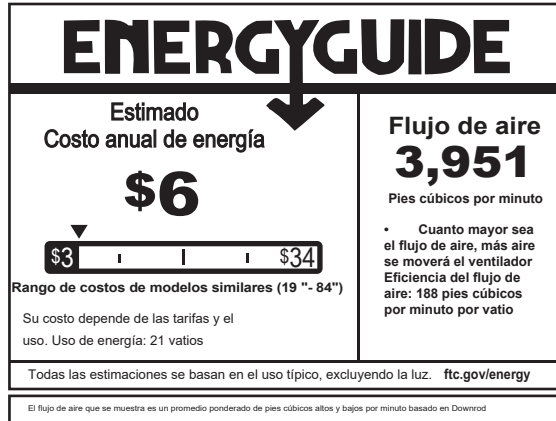 ENERGYGUIDE
Estimado
Costo anual de energía
$6
$3
$34
Rango de costos de modelos similares (19 "- 84")
Su costo depende de las tarifas y el
uso. Uso de energía: 21 vatios
Flujo de aire
3,951
Pies cúbicos por minuto
• Cuanto mayor sea
el flujo de aire, más aire
se moverá el ventilador
Eficiencia del flujo de
aire: 188 pies cúbicos
por minuto por vatio
Todas las estimaciones se basan en el uso típico, excluyendo la luz. ftc.gov/energy
El flujo de aire que se muestra es un promedio ponderado de pies cúbicos altos y bajos por minuto basado en Downrod